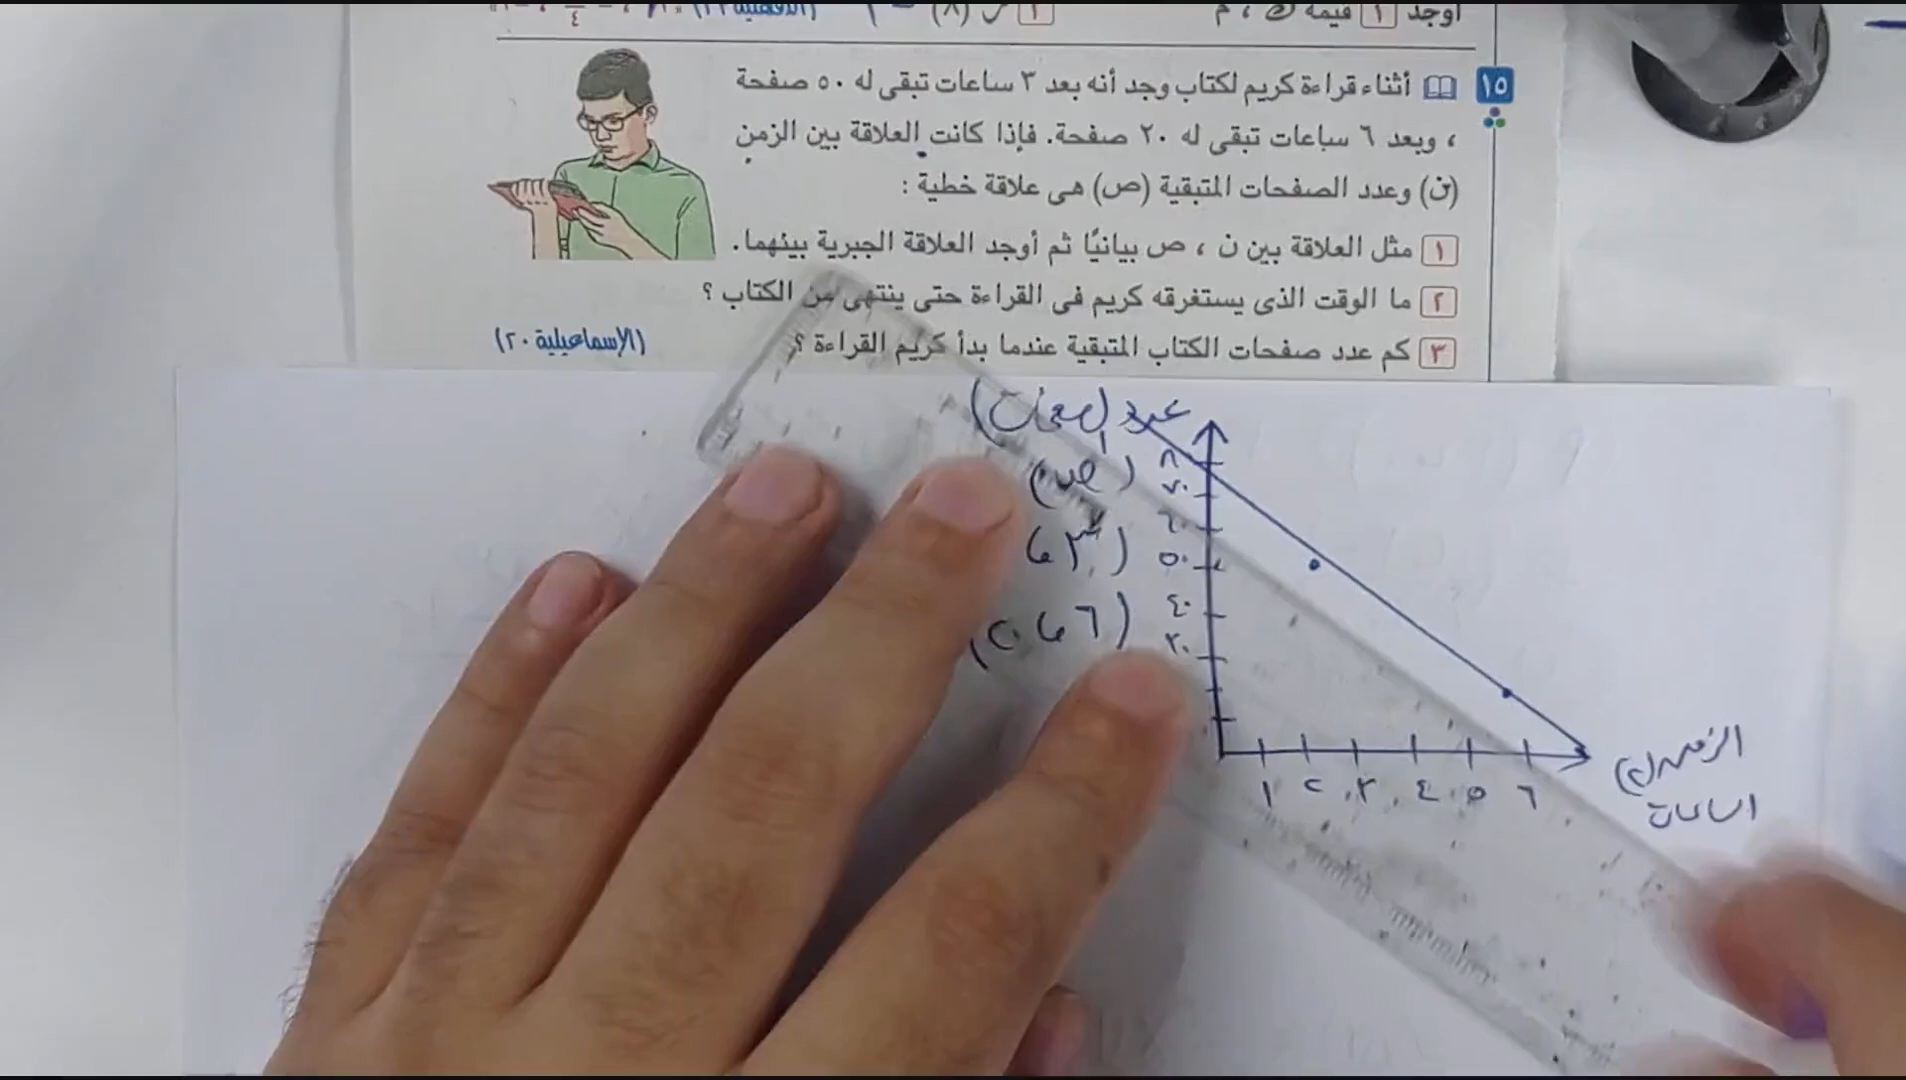 أوجد ١ قيمة
١٥ أثناء قراءة كريم لكتاب وجد أنه بعد ٣ ساعات تبقى له ٥٠ صفحة
، وبعد ٦ ساعات تبقى له ٢٠ صفحة. فإذا كانت العلاقة بين الزمن
(ن) وعدد الصفحات المتبقية (ص) هى علاقة خطية :
١ مثل العلاقة بين ن ، ص بيانيًا ثم أوجد العلاقة الجبرية بينهما.
٢ ما الوقت الذى يستغرقه كريم فى القراءة حتى ينتهى من الكتاب ؟
٣ كم عدد صفحات الكتاب المتبقية عندما بدأ كريم القراءة ؟ (الإسماعيلية ٢٠)
عدد الصفحات
(ص)
٧٠
٦٠
(٣ ،
٥٠
٤٠
(٦ ، ٢٠)
٣٠
١ ٢ ٣ ٤ ٥ ٦
الزمن (ن)
الساعات